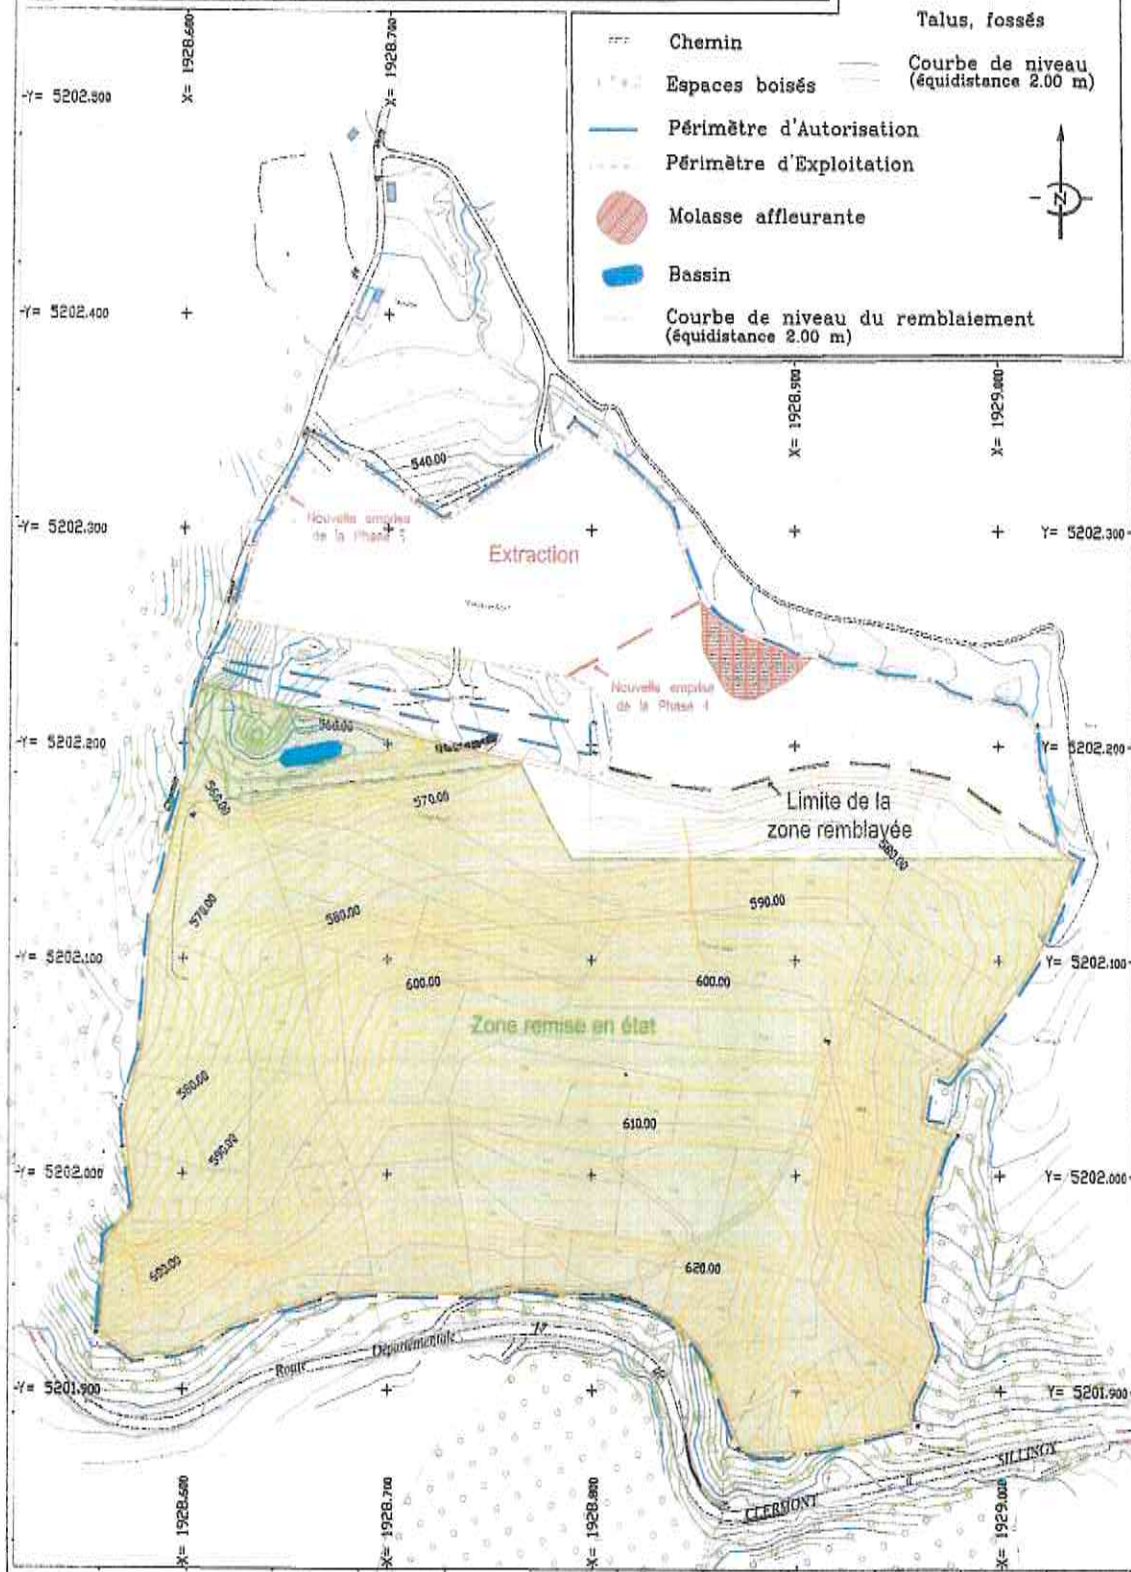 Talus, fossés
Chemin
Courbe de niveau
(équidistance 2.00 m)
Espaces boisés
Périmètre d'Autorisation
Périmètre d'Exploitation
Molasse affleurante
Bassin
Courbe de niveau du remblaiement
(équidistance 2.00 m)
N
X= 1928.600
X= 1928.700
Y= 5202.500
Y= 5202.400
X= 1928.900
X= 1929.000
540.00
Y= 5202.300
Nouvelle emprise
de la Phase 5
Extraction
Y= 5202.300
Nouvelle emprise
de la Phase 4
Y= 5202.200
560.00
Y= 5202.200
560.00
570.00
Limite de la
zone remblayée
580.00
570.00
580.00
590.00
Y= 5202.100
600.00
600.00
Y= 5202.100
Zone remise en état
580.00
590.00
610.00
Y= 5202.000
Y= 5202.000
600.00
620.00
Route Départementale
Y= 5201.900
Y= 5201.900
CLERMONT
SILLINGY
X= 1928.600
X= 1928.700
X= 1928.800
X= 1929.000